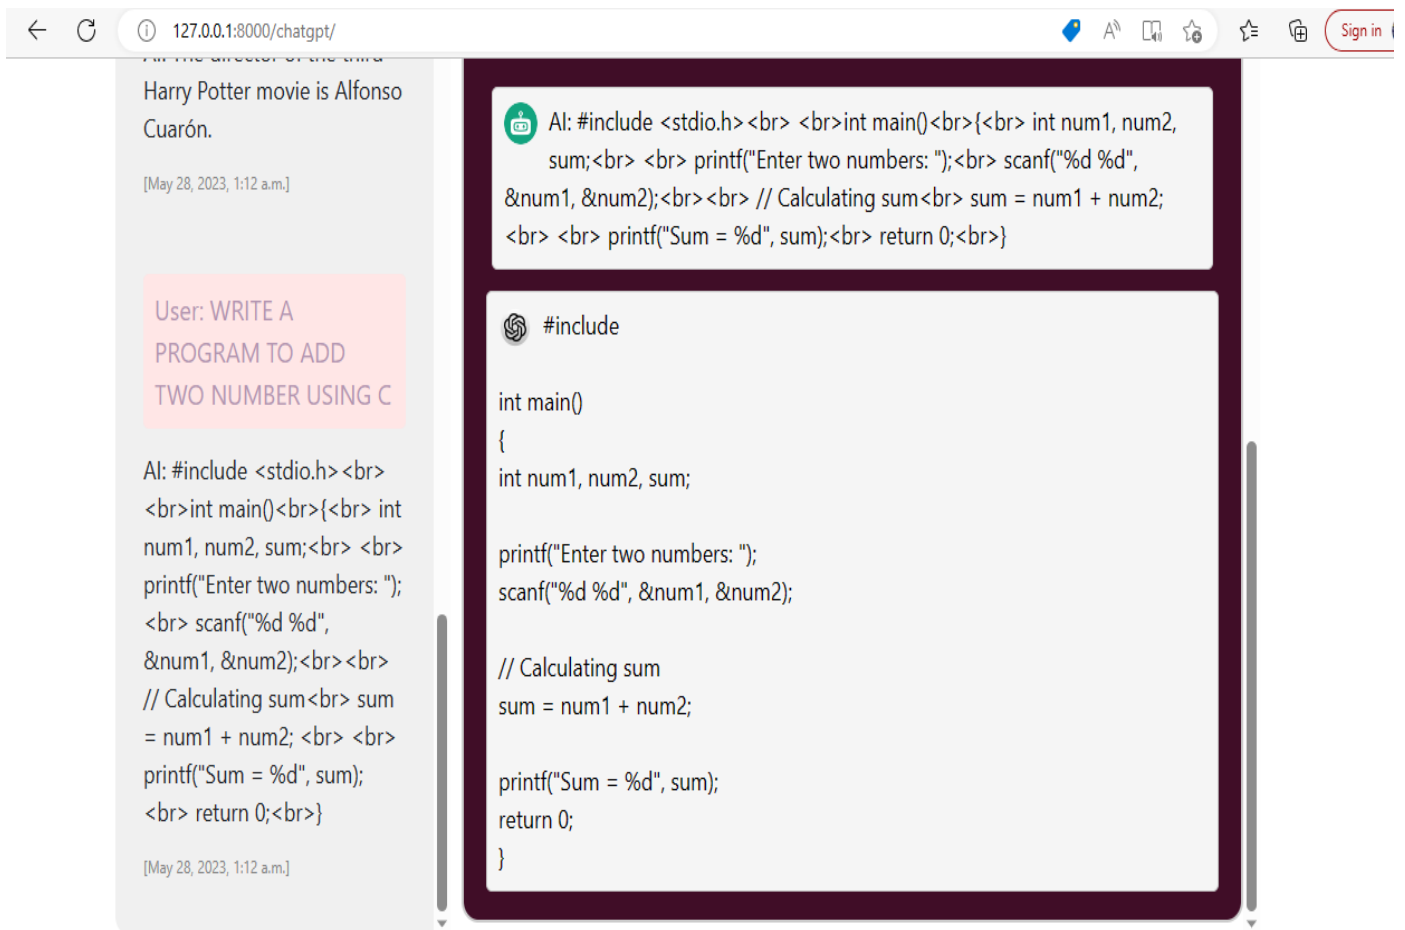 127.0.0.1:8000/chatgpt/
Sign in
AI: The director of the third
Harry Potter movie is Alfonso
Cuarón.
[May 28, 2023, 1:12 a.m.]
User: WRITE A
PROGRAM TO ADD
TWO NUMBER USING C
AI: #include <stdio.h><br>
<br>int main()<br>{<br> int
num1, num2, sum;<br> <br>
printf("Enter two numbers: ");
<br> scanf("%d %d",
&num1, &num2);<br><br>
// Calculating sum<br> sum
= num1 + num2; <br> <br>
printf("Sum = %d", sum);
<br> return 0;<br>}
[May 28, 2023, 1:12 a.m.]
AI: #include <stdio.h><br> <br>int main()<br>{<br> int num1, num2,
sum;<br> <br> printf("Enter two numbers: ");<br> scanf("%d %d",
&num1, &num2);<br><br> // Calculating sum<br> sum = num1 + num2;
<br> <br> printf("Sum = %d", sum);<br> return 0;<br>}
#include
int main()
{
int num1, num2, sum;
printf("Enter two numbers: ");
scanf("%d %d", &num1, &num2);
// Calculating sum
sum = num1 + num2;
printf("Sum = %d", sum);
return 0;
}